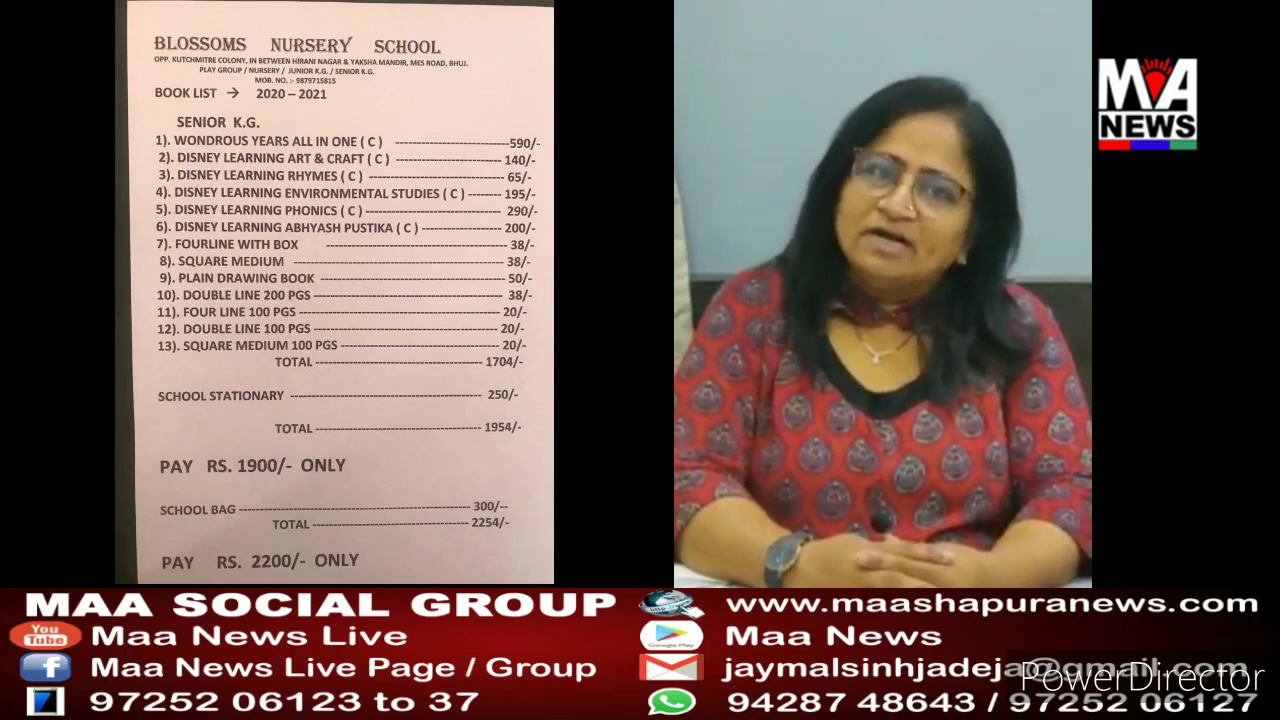 BLOSSOMS NURSERY SCHOOL
OPP. KUTCHMITRE COLONY, IN BETWEEN HIRANI NAGAR & YAKSHA MANDIR, MES ROAD, BHUJ.
PLAY GROUP / NURSERY / JUNIOR K.G. / SENIOR K.G.
MOB. NO. :- 9879715815
BOOK LIST → 2020 – 2021
SENIOR K.G.
1). WONDROUS YEARS ALL IN ONE ( C ) ----------------------------590/-
2). DISNEY LEARNING ART & CRAFT ( C ) -------------------------- 140/-
3). DISNEY LEARNING RHYMES ( C ) --------------------------------- 65/-
4). DISNEY LEARNING ENVIRONMENTAL STUDIES ( C ) -------- 195/-
5). DISNEY LEARNING PHONICS ( C ) --------------------------------- 290/-
6). DISNEY LEARNING ABHYASH PUSTIKA ( C ) ------------------- 200/-
7). FOURLINE WITH BOX --------------------------------------------- 38/-
8). SQUARE MEDIUM ---------------------------------------------------- 38/-
9). PLAIN DRAWING BOOK --------------------------------------------- 50/-
10). DOUBLE LINE 200 PGS ---------------------------------------------- 38/-
11). FOUR LINE 100 PGS ------------------------------------------------- 20/-
12). DOUBLE LINE 100 PGS --------------------------------------------- 20/-
13). SQUARE MEDIUM 100 PGS --------------------------------------- 20/-
TOTAL ----------------------------------------- 1704/-
SCHOOL STATIONARY ----------------------------------------------- 250/-
TOTAL ----------------------------------------- 1954/-
PAY RS. 1900/- ONLY
SCHOOL BAG --------------------------------------------------------- 300/--
TOTAL --------------------------------------- 2254/-
PAY RS. 2200/- ONLY
MAA
NEWS
MAA SOCIAL GROUP
www.maashapuranews.com
You Tube Maa News Live
Google Play Maa News
Maa News Live Page / Group
jaymalsinhjadeja@gmail.com
97252 06123 to 37
94287 48643 / 97252 06127
PowerDirector